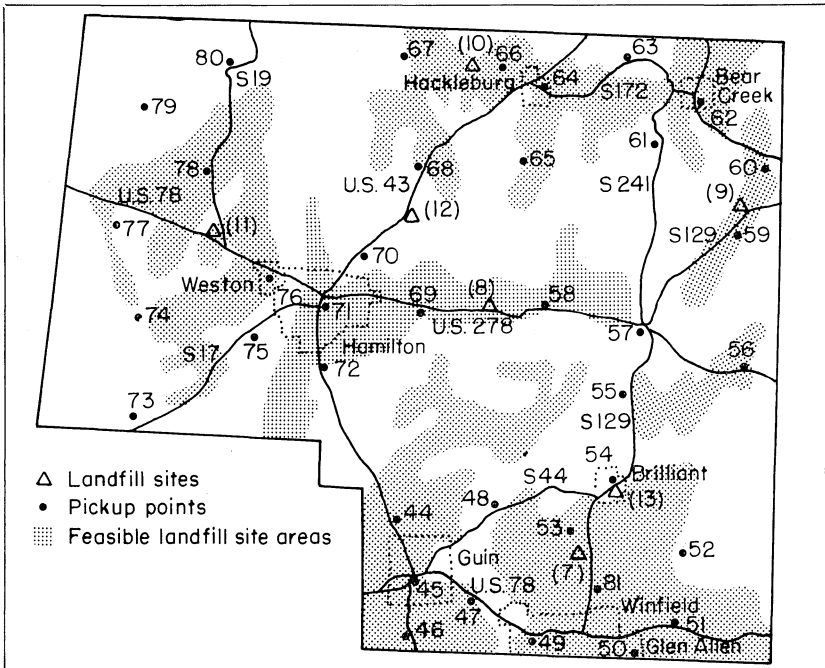 80
S19
67
(10)
66
63
Hackleburg
64
S172
Bear
Creek
62
79
61
78
68
65
60
U.S. 43
S 241
(9)
U.S. 78
(12)
77
(11)
S129
59
70
Weston
76
(8)
58
69
71
U.S. 278
74
57
Hamilton
S17
75
72
56
55
73
S129
54
Brilliant
(13)
S44
48
44
53
(7)
52
Guin
45
U.S.78
47
81
Winfield
51
46
49
50
Glen Allen
Landfill sites
Pickup points
Feasible landfill site areas